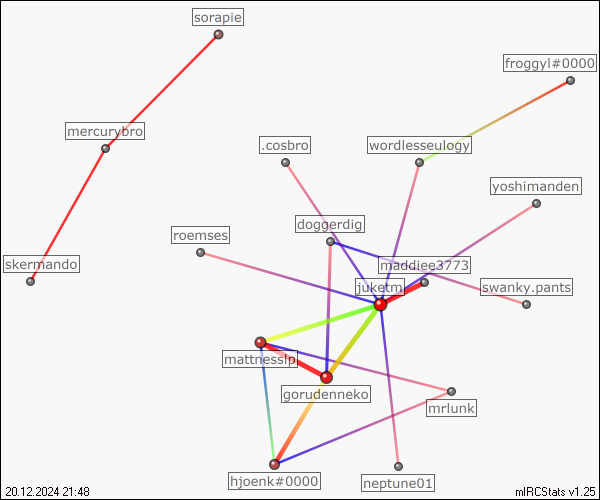 sorapie
froggyl#0000
mercurybro
.cosbro
wordlesseulogy
yoshimanden
doggerdig
roemses
skermando
maddiee3773
juketm
swanky.pants
mattnesslp
gorudenneko
mrlunk
hjoenk#0000
neptune01
20.12.2024 21:48
mIRCStats v1.25